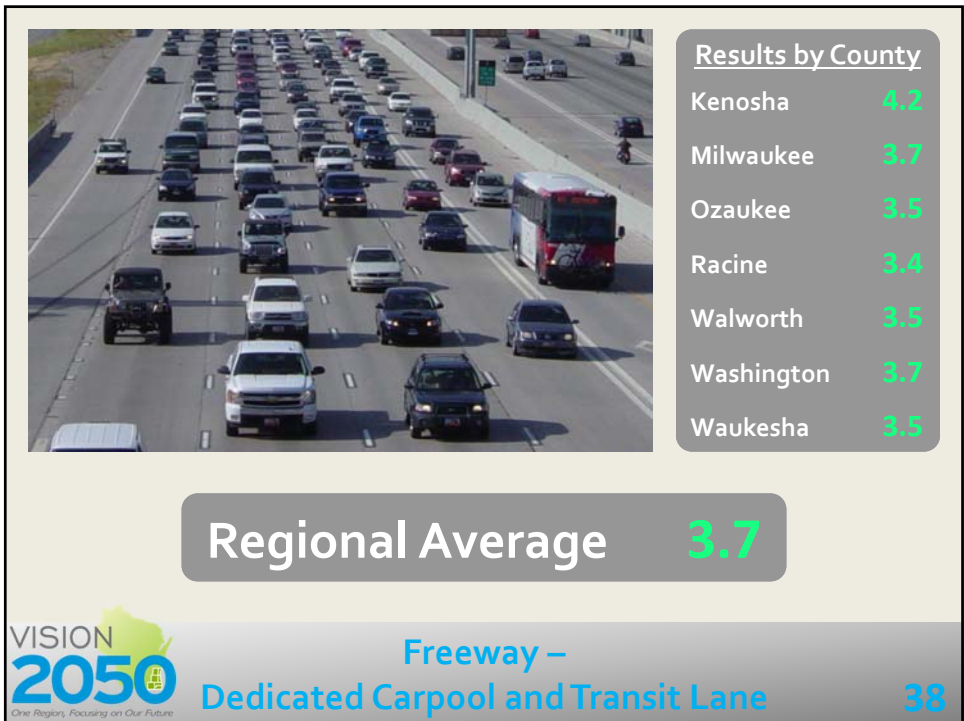 Results by County
Kenosha 4.2
Milwaukee 3.7
Ozaukee 3.5
Racine 3.4
Walworth 3.5
Washington 3.7
Waukesha 3.5
Regional Average 3.7
VISION
2050
One Region, Focusing on Our Future
Freeway –
Dedicated Carpool and Transit Lane
38